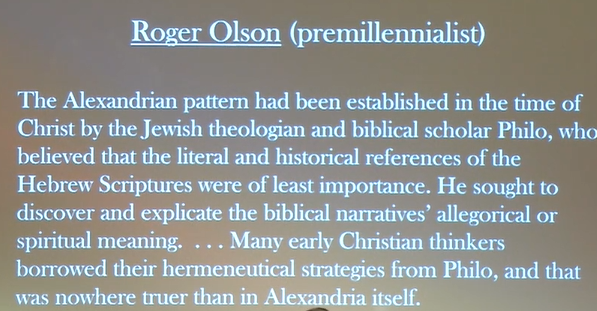 Roger Olson (premillennialist)
The Alexandrian pattern had been established in the time of
Christ by the Jewish theologian and biblical scholar Philo, who
believed that the literal and historical references of the
Hebrew Scriptures were of least importance. He sought to
discover and explicate the biblical narratives’ allegorical or
spiritual meaning. . . . Many early Christian thinkers
borrowed their hermeneutical strategies from Philo, and that
was nowhere truer than in Alexandria itself.